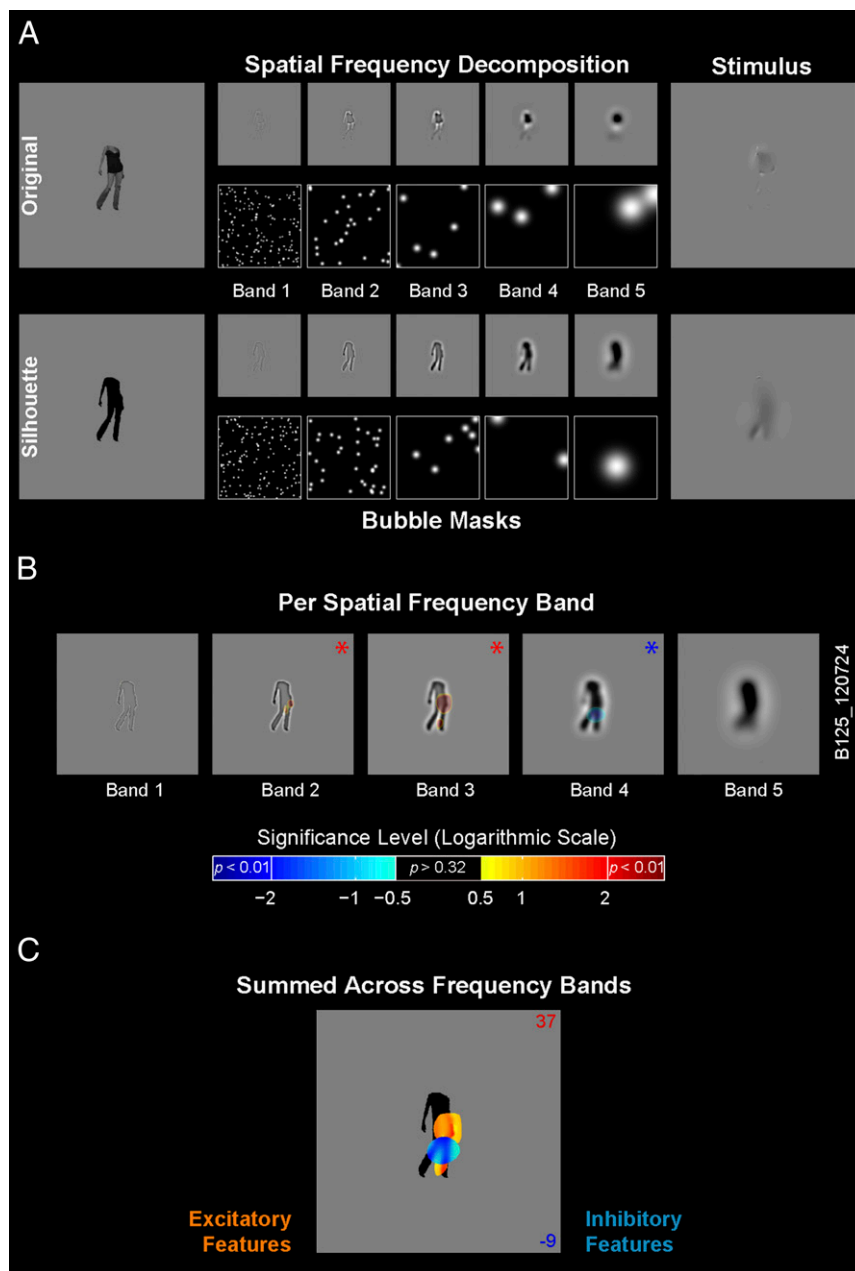 A
Spatial Frequency Decomposition
Stimulus
Original
Band 1
Band 2
Band 3
Band 4
Band 5
Silhouette
Bubble Masks
B
Per Spatial Frequency Band
*
*
*
B125_120724
Band 1
Band 2
Band 3
Band 4
Band 5
Significance Level (Logarithmic Scale)
p < 0.01
p > 0.32
p < 0.01
−2
−1
−0.5
0.5
1
2
C
Summed Across Frequency Bands
37
Excitatory
Features
Inhibitory
Features
-9